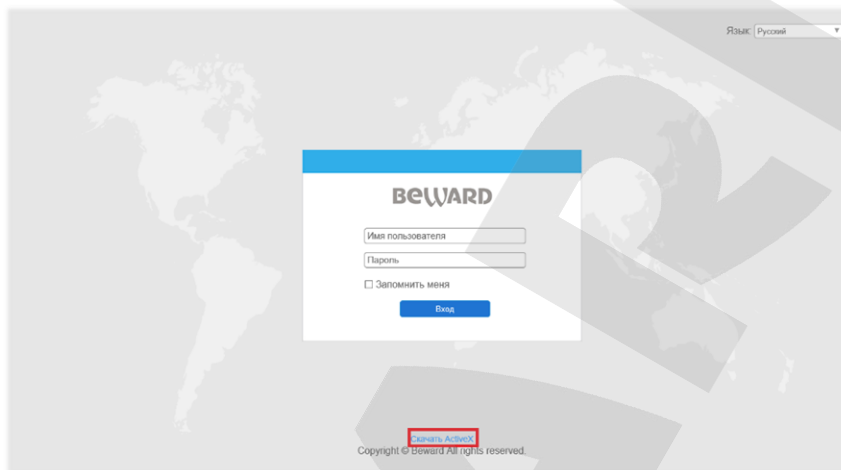 Язык: Русский
BEWARD
Имя пользователя
Пароль
Запомнить меня
Вход
Скачать ActiveX
Copyright © Beward All rights reserved.